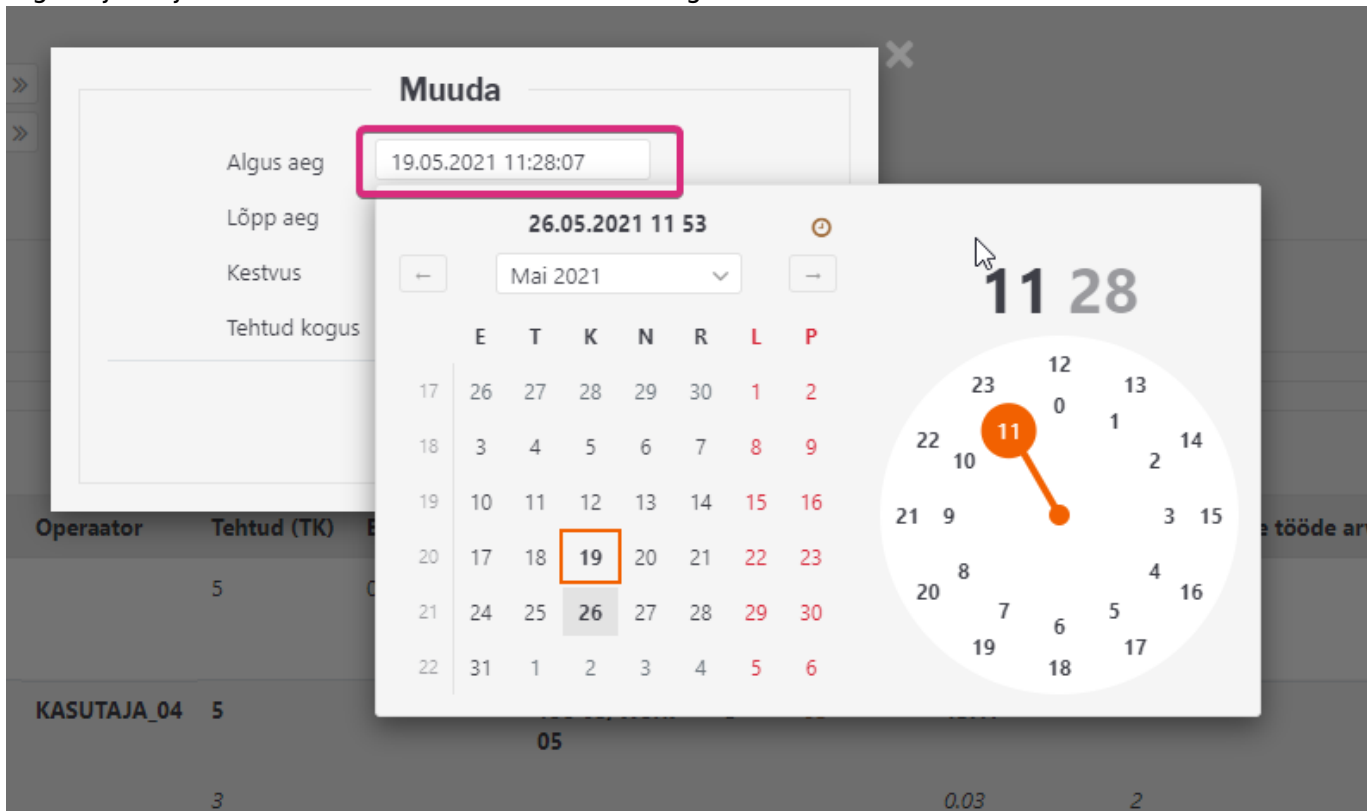 Muuda
Algus aeg 19.05.2021 11:28:07
Lõpp aeg
Kestvus
Tehtud kogus
26.05.2021 11 53
← Mai 2021 →
E T K N R L P
17 26 27 28 29 30 1 2
18 3 4 5 6 7 8 9
19 10 11 12 13 14 15 16
20 17 18 19 20 21 22 23
21 24 25 26 27 28 29 30
22 31 1 2 3 4 5 6
11 28
12
23 13
0
11 1
22 14
10 2
21 9 3 15
8 4
20 16
7 5
6
19 17
18
Operaator Tehtud (TK) tööde
5
KASUTAJA_04 5
05
3 0.03 2